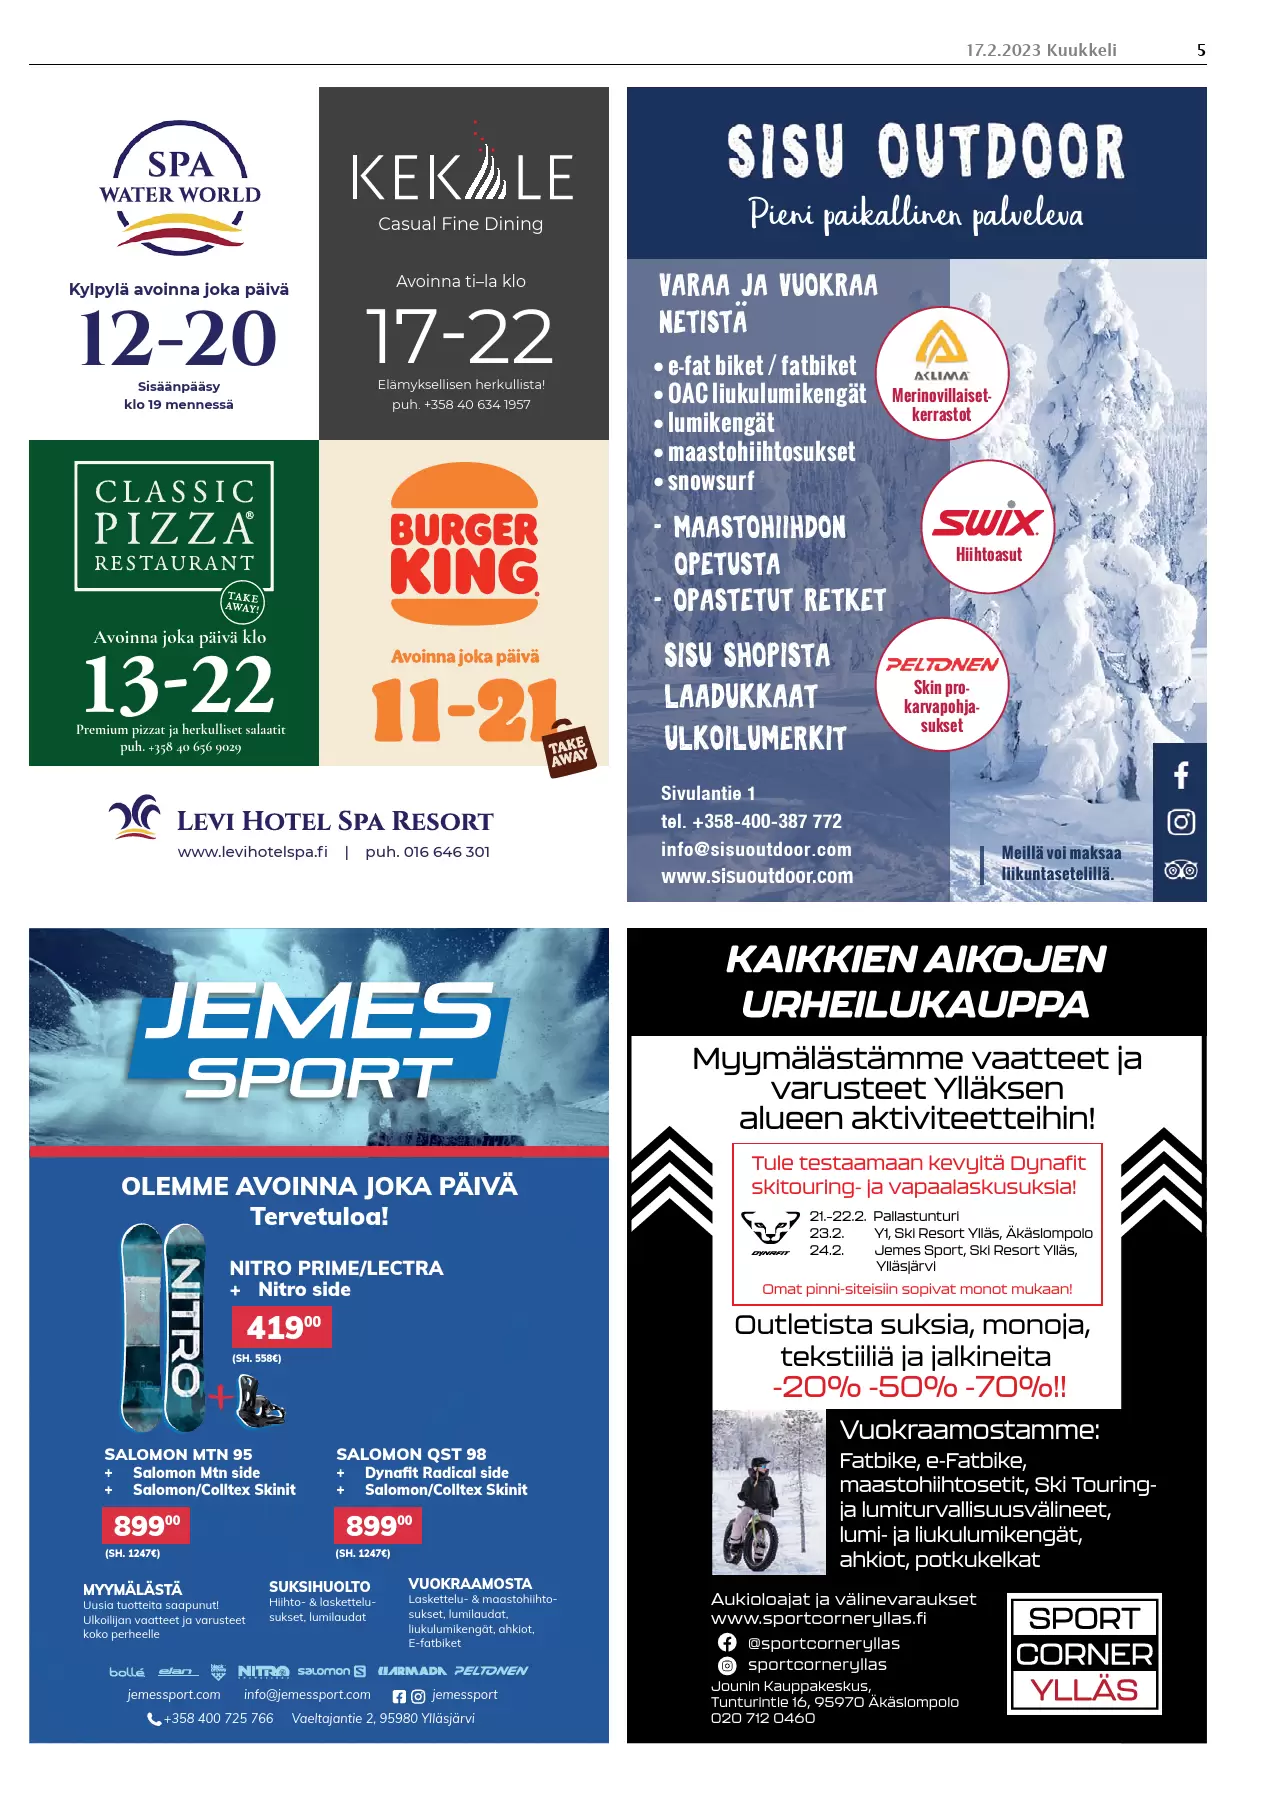 17.2.2023 Kuukkeli 5
SPA
WATER WORLD
Kylpylä avoinna joka päivä
12-20
Sisäänpääsy
klo 19 mennessä
KEKÄLE
Casual Fine Dining
Avoinna ti–la klo
17-22
Elämyksellisen herkullista!
puh. +358 40 634 1957
CLASSIC
PIZZA®
RESTAURANT
TAKE
AWAY!
Avoinna joka päivä klo
13-22
Premium pizzat ja herkulliset salaatit
puh. +358 40 656 9029
BURGER
KING®
Avoinna joka päivä
11-21
TAKE
AWAY
LEVI HOTEL SPA RESORT
www.levihotelspa.fi | puh. 016 646 301
SISU OUTDOOR
Pieni paikallinen palveleva
VARAA JA VUOKRAA
NETISTÄ
• e-fat biket / fatbiket
• OAC liukulumikengät
• lumikengät
• maastohiihtosukset
• snowsurf
- MAASTOHIIHDON
OPETUSTA
- OPASTETUT RETKET
SISU SHOPISTA
LAADUKKAAT
ULKOILUMERKIT
Sivulantie 1
tel. +358-400-387 772
info@sisuoutdoor.com
www.sisuoutdoor.com
ACLIMA
Merinovillaiset-
kerrastot
SWIX
Hiihtoasut
PELTONEN
Skin pro-
karvapohja-
sukset
Meillä voi maksaa
liikuntasetelillä.
JEMES
SPORT
OLEMME AVOINNA JOKA PÄIVÄ
Tervetuloa!
NITRO
NITRO PRIME/LECTRA
+ Nitro side
41900
(SH. 558€)
+
SALOMON MTN 95
+ Salomon Mtn side
+ Salomon/Colltex Skinit
89900
(SH. 1247€)
SALOMON QST 98
+ Dynafit Radical side
+ Salomon/Colltex Skinit
89900
(SH. 1247€)
MYYMÄLÄSTÄ
Uusia tuotteita saapunut!
Ulkoilijan vaatteet ja varusteet
koko perheelle
SUKSIHUOLTO
Hiihto- & laskettelu-
sukset, lumilaudat
VUOKRAAMOSTA
Laskettelu- & maastohiihto-
sukset, lumilaudat,
liukulumikengät, ahkiot,
E-fatbiket
bollé elan NITRO salomon MARMADA PELTONEN
jemessport.com info@jemessport.com jemessport
+358 400 725 766 Vaeltajantie 2, 95980 Ylläsjärvi
KAIKKIEN AIKOJEN
URHEILUKAUPPA
Myymälästämme vaatteet ja
varusteet Ylläksen
alueen aktiviteetteihin!
Tule testaamaan kevyitä Dynafit
skitouring- ja vapaalaskusuksia!
DYNAFIT
21.-22.2. Pallastunturi
23.2. Y1, Ski Resort Ylläs, Äkäslompolo
24.2. Jemes Sport, Ski Resort Ylläs,
Ylläsjärvi
Omat pinni-siteisiin sopivat monot mukaan!
Outletista suksia, monoja,
tekstiiliä ja jalkineita
-20% -50% -70%!!
Vuokraamostamme:
Fatbike, e-Fatbike,
maastohiihtosetit, Ski Touring-
ja lumiturvallisuusvälineet,
lumi- ja liukulumikengät,
ahkiot, potkukelkat
Aukioloajat ja välinevaraukset
www.sportcorneryllas.fi
@sportcorneryllas
sportcorneryllas
Jounin Kauppakeskus,
Tunturintie 16, 95970 Äkäslompolo
020 712 0460
SPORT
CORNER
YLLÄS